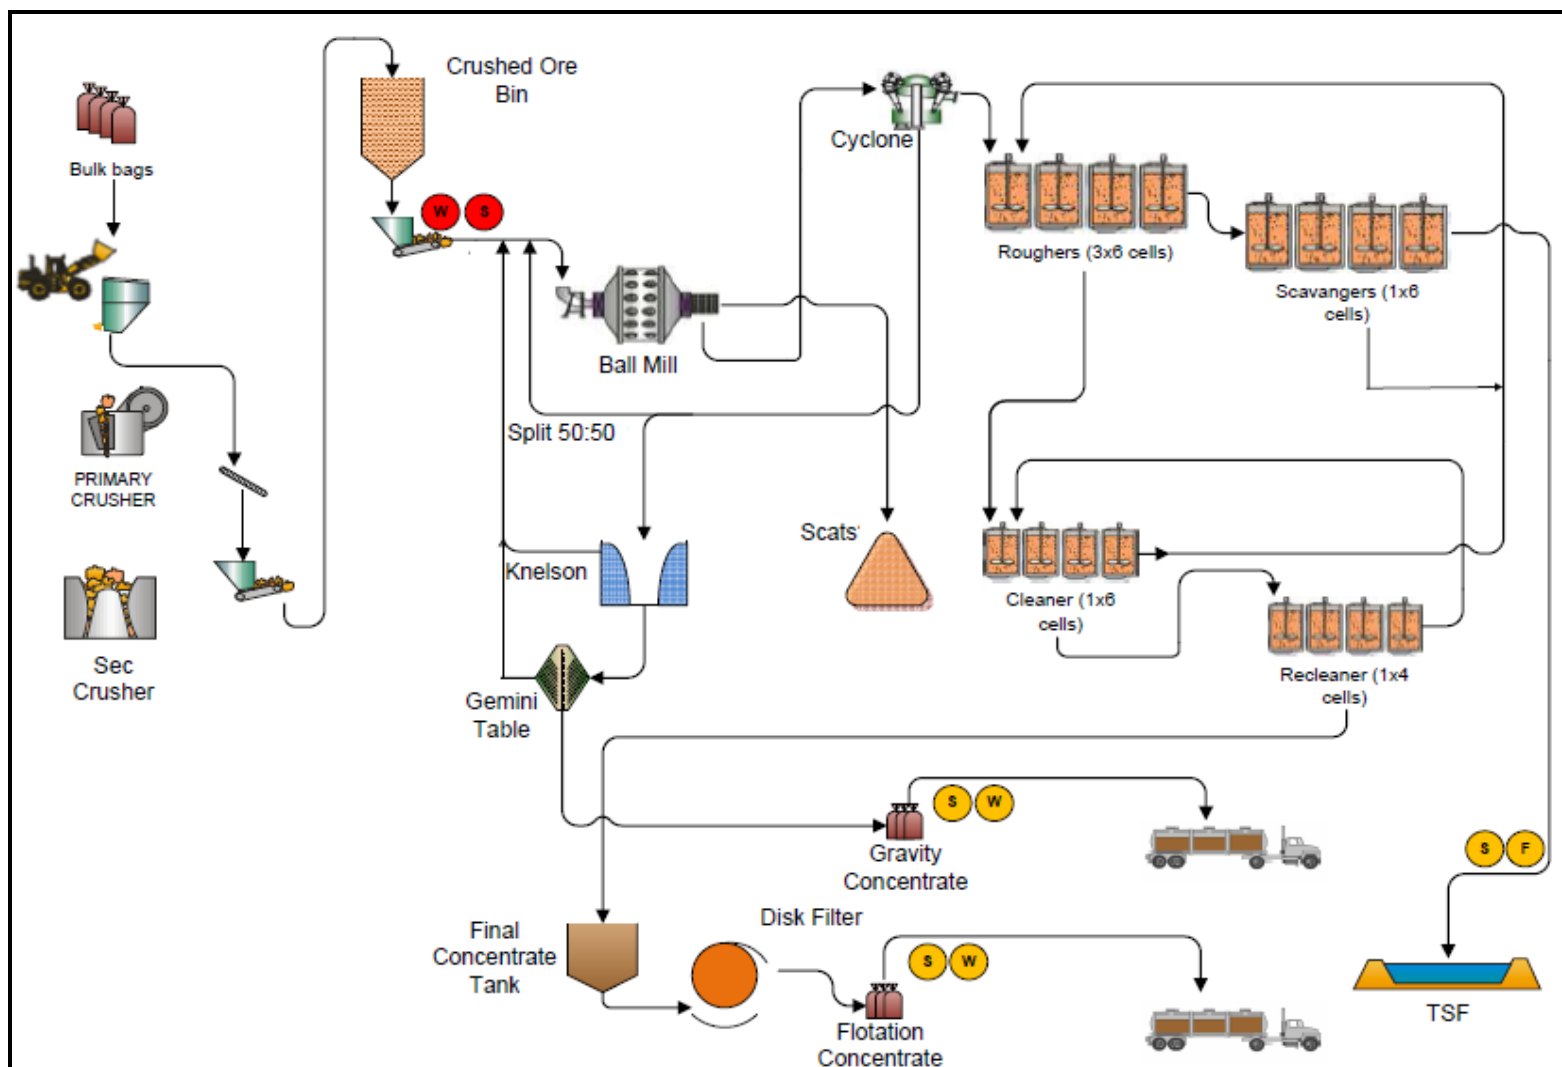 Crushed Ore
Bin
Bulk bags
W
S
Cyclone
Roughers (3x6 cells)
Scavangers (1x6
cells)
Ball Mill
Split 50:50
PRIMARY
CRUSHER
Scats'
Knelson
Cleaner (1x6
cells)
Sec
Crusher
Recleaner (1x4
cells)
Gemini
Table
S
W
Gravity
Concentrate
S
F
Disk Filter
Final
Concentrate
Tank
S
W
TSF
Flotation
Concentrate